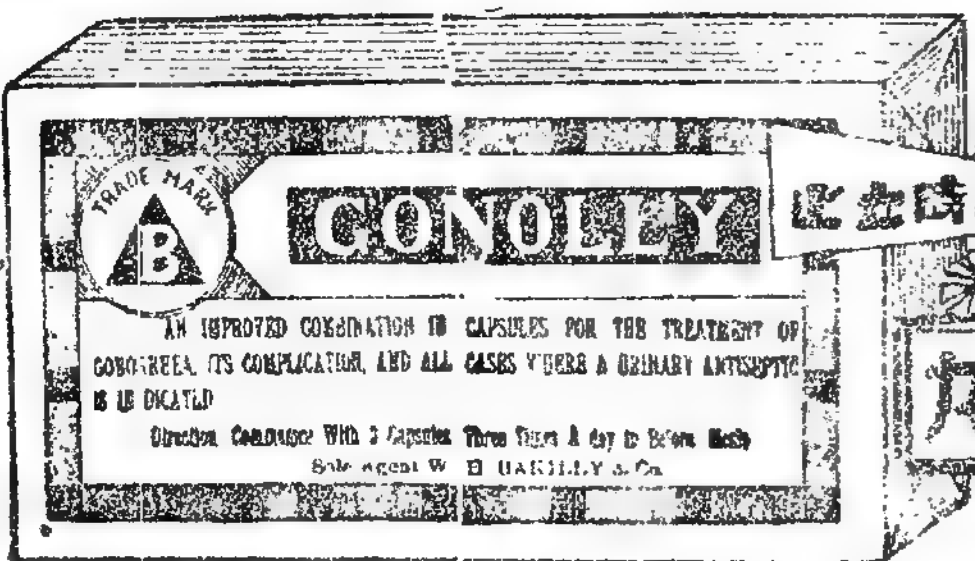 TRADE MARK
B
GONOLLY
AN IMPROVED COMBINATION IN CAPSULES FOR THE TREATMENT OF
GONORRHEA, ITS COMPLICATION, AND ALL CASES WHERE A URINARY ANTISEPTIC
IS INDICATED
Direction Commence With 3 Capsules Three Times A day Before Meals
Sole Agent W